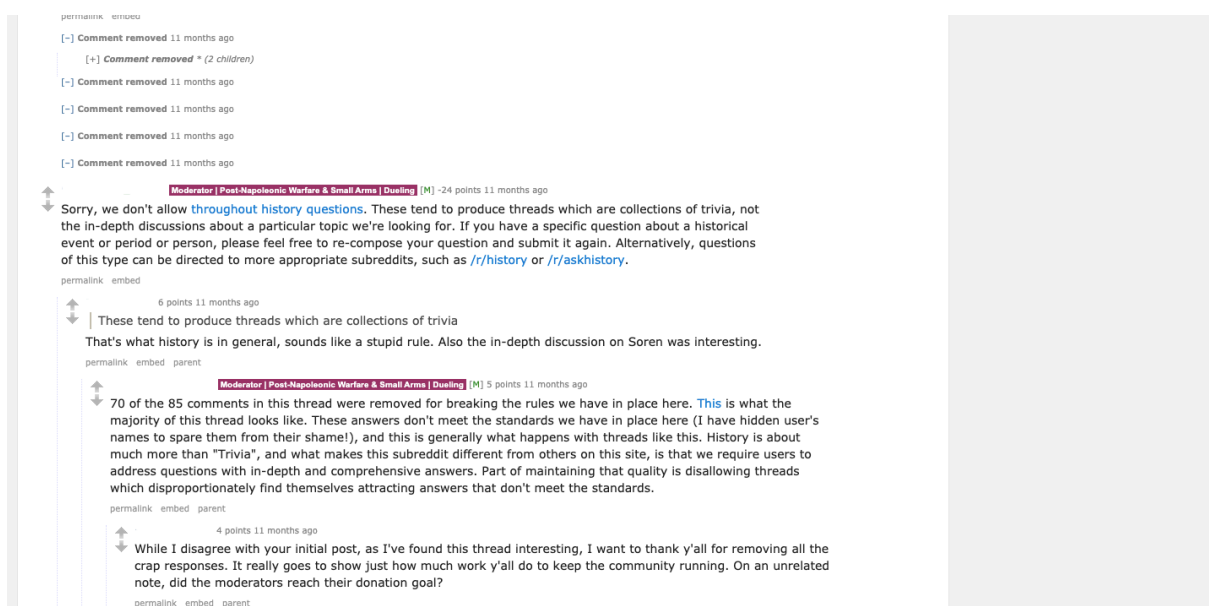 permalink embed
[–] Comment removed 11 months ago
[+] Comment removed * (2 children)
[–] Comment removed 11 months ago
[–] Comment removed 11 months ago
[–] Comment removed 11 months ago
[–] Comment removed 11 months ago
Moderator | Post-Napoleonic Warfare & Small Arms | Dueling [M] -24 points 11 months ago
Sorry, we don't allow throughout history questions. These tend to produce threads which are collections of trivia, not
the in-depth discussions about a particular topic we're looking for. If you have a specific question about a historical
event or period or person, please feel free to re-compose your question and submit it again. Alternatively, questions
of this type can be directed to more appropriate subreddits, such as /r/history or /r/askhistory.
permalink embed
6 points 11 months ago
These tend to produce threads which are collections of trivia
That's what history is in general, sounds like a stupid rule. Also the in-depth discussion on Soren was interesting.
permalink embed parent
Moderator | Post-Napoleonic Warfare & Small Arms | Dueling [M] 5 points 11 months ago
70 of the 85 comments in this thread were removed for breaking the rules we have in place here. This is what the
majority of this thread looks like. These answers don't meet the standards we have in place here (I have hidden user's
names to spare them from their shame!), and this is generally what happens with threads like this. History is about
much more than "Trivia", and what makes this subreddit different from others on this site, is that we require users to
address questions with in-depth and comprehensive answers. Part of maintaining that quality is disallowing threads
which disproportionately find themselves attracting answers that don't meet the standards.
permalink embed parent
4 points 11 months ago
While I disagree with your initial post, as I've found this thread interesting, I want to thank y'all for removing all the
crap responses. It really goes to show just how much work y'all do to keep the community running. On an unrelated
note, did the moderators reach their donation goal?
permalink embed parent